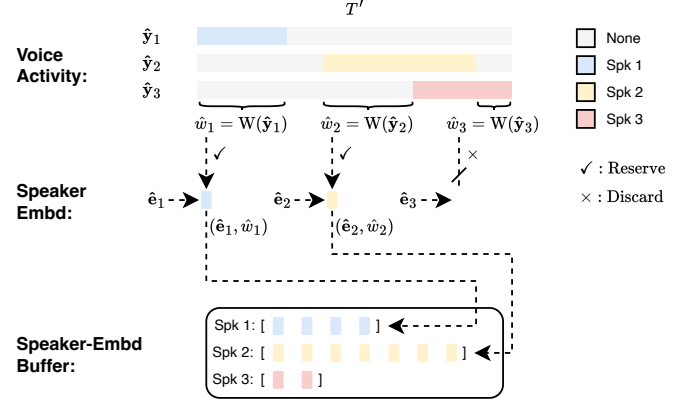 T′
Voice
Activity:
ŷ₁
ŷ₂
ŷ₃
None
Spk 1
Spk 2
Spk 3
ŵ₁ = W(ŷ₁)
ŵ₂ = W(ŷ₂)
ŵ₃ = W(ŷ₃)
✓
✓
×
✓ : Reserve
× : Discard
Speaker
Embd:
ê₁
ê₂
ê₃
(ê₁, ŵ₁)
(ê₂, ŵ₂)
Speaker-Embd
Buffer:
Spk 1: [ ]
Spk 2: [ ]
Spk 3: [ ]